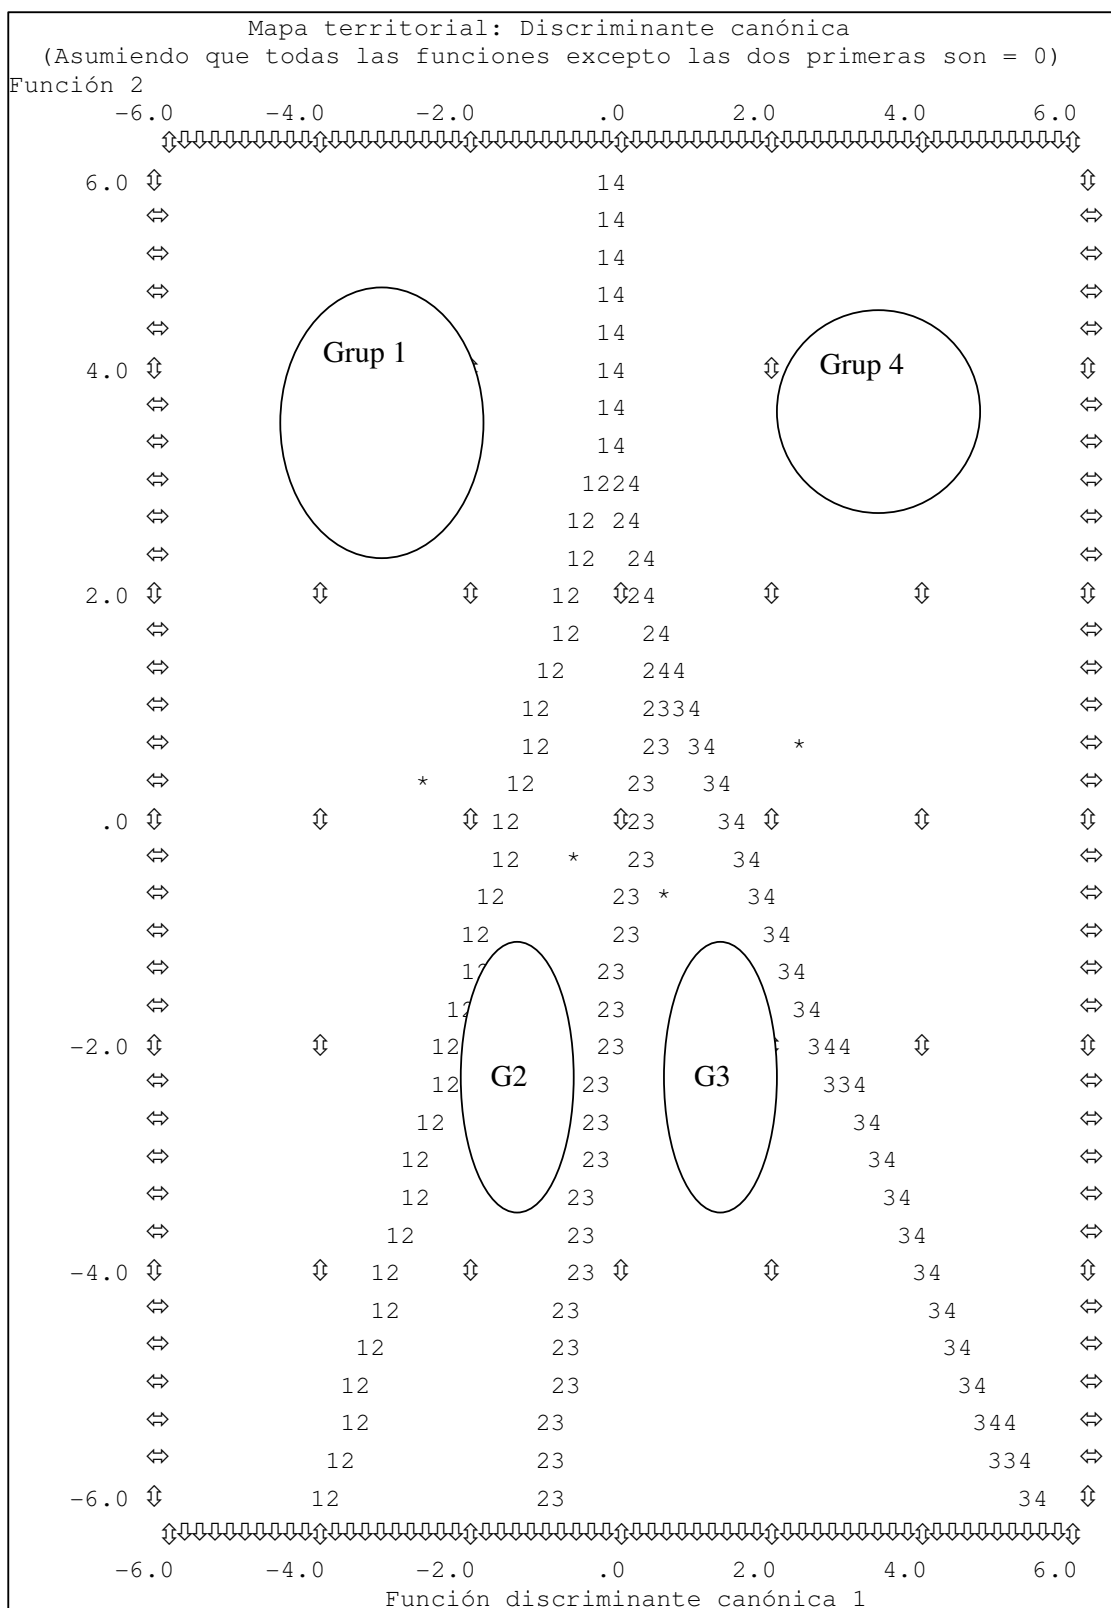 Mapa territorial: Discriminante canónica
(Asumiendo que todas las funciones excepto las dos primeras son = 0)
Función 2
-6.0 -4.0 -2.0 .0 2.0 4.0 6.0
⇕⇩⇩⇩⇩⇩⇩⇩⇩⇩⇕⇩⇩⇩⇩⇩⇩⇩⇩⇩⇕⇩⇩⇩⇩⇩⇩⇩⇩⇩⇕⇩⇩⇩⇩⇩⇩⇩⇩⇩⇕⇩⇩⇩⇩⇩⇩⇩⇩⇩⇕⇩⇩⇩⇩⇩⇩⇩⇩⇩⇕
6.0 ⇕ 14 ⇕
⇔ 14 ⇔
⇔ 14 ⇔
⇔ 14 ⇔
⇔ 14 ⇔
Grup 1 Grup 4
4.0 ⇕ 14 ⇕ ⇕
⇔ 14 ⇔
⇔ 14 ⇔
⇔ 1224 ⇔
⇔ 12 24 ⇔
⇔ 12 24 ⇔
2.0 ⇕ ⇕ ⇕ 12 ⇕24 ⇕ ⇕ ⇕
⇔ 12 24 ⇔
⇔ 12 244 ⇔
⇔ 12 2334 ⇔
⇔ 12 23 34 * ⇔
⇔ * 12 23 34 ⇔
.0 ⇕ ⇕ ⇕ 12 ⇕23 34 ⇕ ⇕ ⇕
⇔ 12 * 23 34 ⇔
⇔ 12 23 * 34 ⇔
⇔ 12 23 34 ⇔
⇔ 12 23 34 ⇔
⇔ 12 23 34 ⇔
-2.0 ⇕ ⇕ 12 23 344 ⇕ ⇕
⇔ 12 G2 23 G3 334 ⇔
⇔ 12 23 34 ⇔
⇔ 12 23 34 ⇔
⇔ 12 23 34 ⇔
⇔ 12 23 34 ⇔
-4.0 ⇕ ⇕ 12 ⇕ 23 ⇕ ⇕ 34 ⇕
⇔ 12 23 34 ⇔
⇔ 12 23 34 ⇔
⇔ 12 23 34 ⇔
⇔ 12 23 344 ⇔
⇔ 12 23 334 ⇔
-6.0 ⇕ 12 23 34 ⇕
⇕⇩⇩⇩⇩⇩⇩⇩⇩⇩⇕⇩⇩⇩⇩⇩⇩⇩⇩⇩⇕⇩⇩⇩⇩⇩⇩⇩⇩⇩⇕⇩⇩⇩⇩⇩⇩⇩⇩⇩⇕⇩⇩⇩⇩⇩⇩⇩⇩⇩⇕⇩⇩⇩⇩⇩⇩⇩⇩⇩⇕
-6.0 -4.0 -2.0 .0 2.0 4.0 6.0
Función discriminante canónica 1